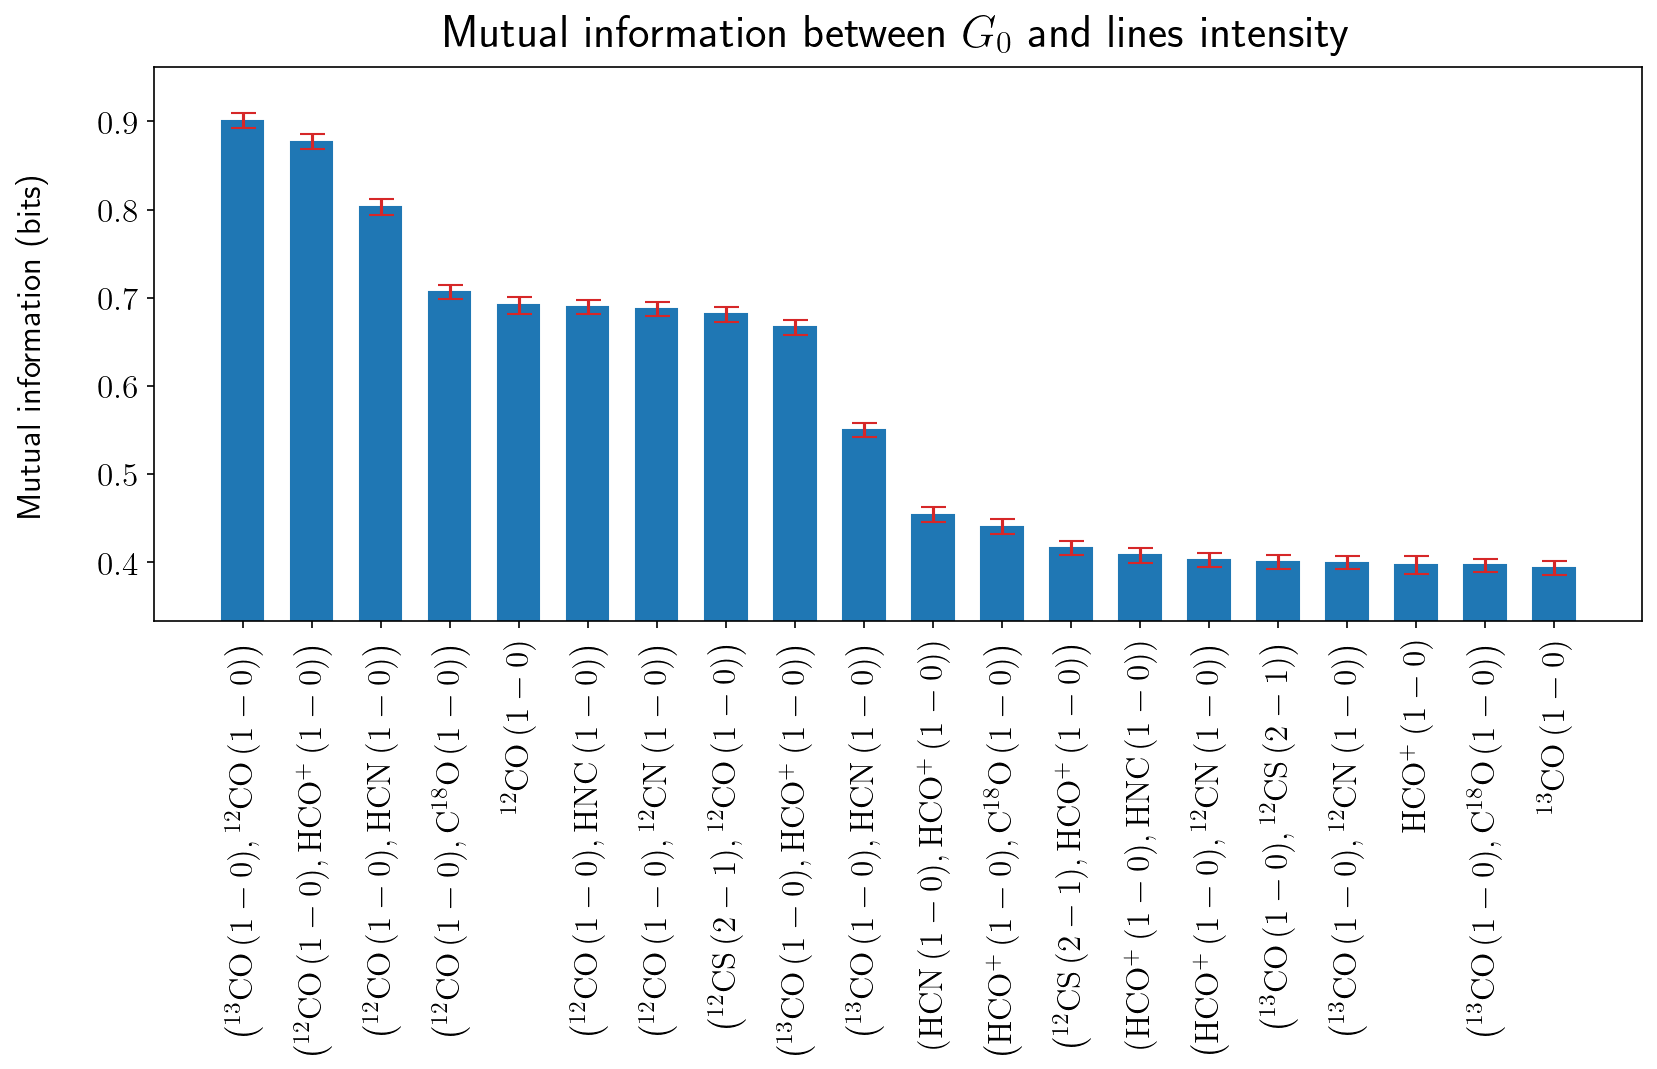 Mutual information between G₀ and lines intensity
Mutual information (bits)
0.9
0.8
0.7
0.6
0.5
0.4
(¹³CO (1 − 0), ¹²CO (1 − 0))
(¹²CO (1 − 0), HCO⁺ (1 − 0))
(¹²CO (1 − 0), HCN (1 − 0))
(¹²CO (1 − 0), C¹⁸O (1 − 0))
¹²CO (1 − 0)
(¹²CO (1 − 0), HNC (1 − 0))
(¹²CO (1 − 0), ¹²CN (1 − 0))
(¹²CS (2 − 1), ¹²CO (1 − 0))
(¹³CO (1 − 0), HCO⁺ (1 − 0))
(¹³CO (1 − 0), HCN (1 − 0))
(HCN (1 − 0), HCO⁺ (1 − 0))
(HCO⁺ (1 − 0), C¹⁸O (1 − 0))
(¹²CS (2 − 1), HCO⁺ (1 − 0))
(HCO⁺ (1 − 0), HNC (1 − 0))
(HCO⁺ (1 − 0), ¹²CN (1 − 0))
(¹³CO (1 − 0), ¹²CS (2 − 1))
(¹³CO (1 − 0), ¹²CN (1 − 0))
HCO⁺ (1 − 0)
(¹³CO (1 − 0), C¹⁸O (1 − 0))
¹³CO (1 − 0)